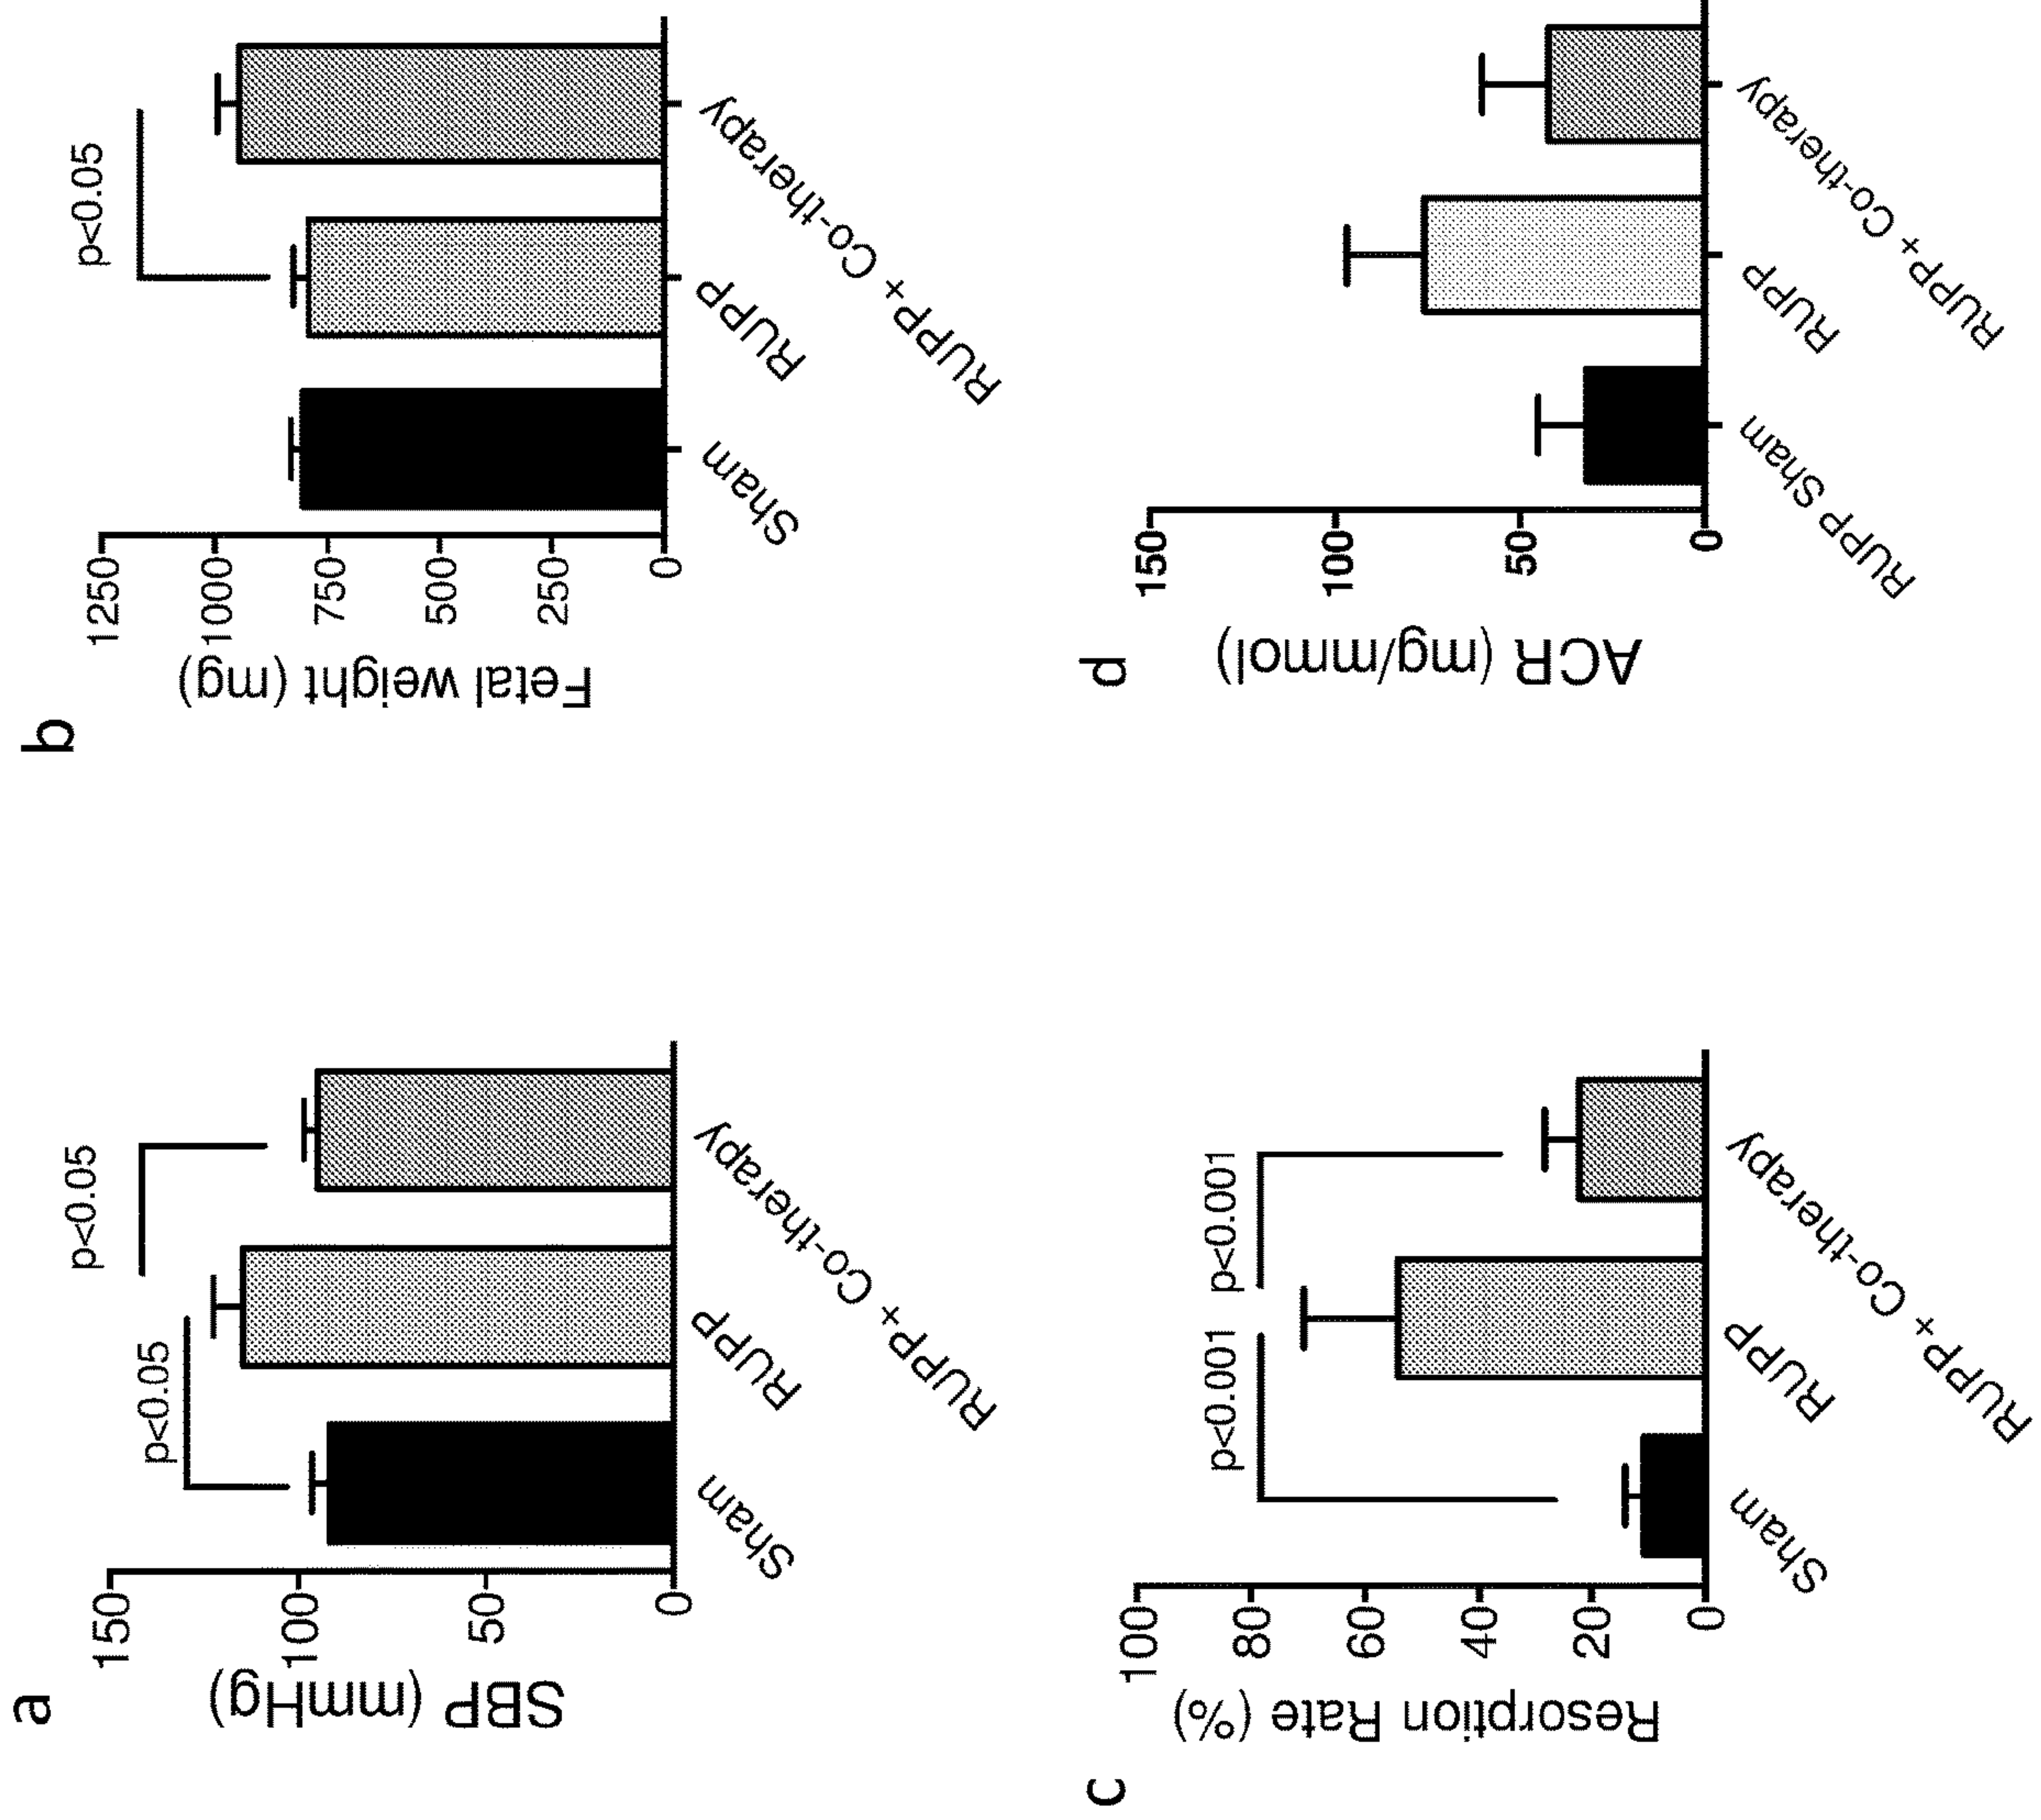 a
SBP (mmHg)
150
100
50
0
p<0.05
p<0.05
Sham
RUPP
RUPP+ Co-therapy
b
Fetal weight (mg)
1250
1000
750
500
250
0
p<0.05
Sham
RUPP
RUPP+ Co-therapy
c
Resorption Rate (%)
100
80
60
40
20
0
p<0.001
p<0.001
Sham
RUPP
RUPP+ Co-therapy
d
ACR (mg/mmol)
150
100
50
0
RUPP Sham
RUPP
RUPP+ Co-therapy